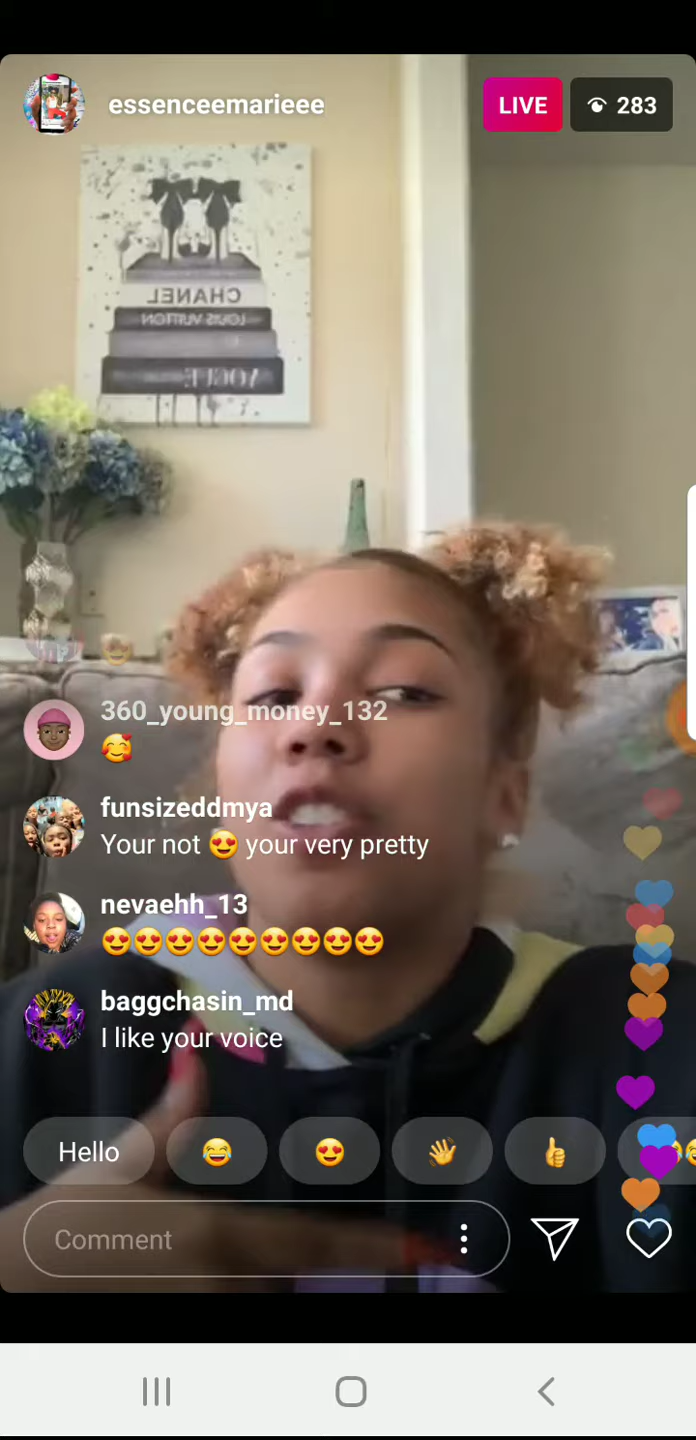 essenceemarieee
LIVE
283
CHANEL
LOUIS VUITTON
VOGUE
360_young_money_132
🥰
funsizeddmya
Your not 😍 your very pretty
nevaehh_13
😍😍😍😍😍😍😍😍😍
baggchasin_md
I like your voice
Hello
😂
😍
👋
👍
Comment